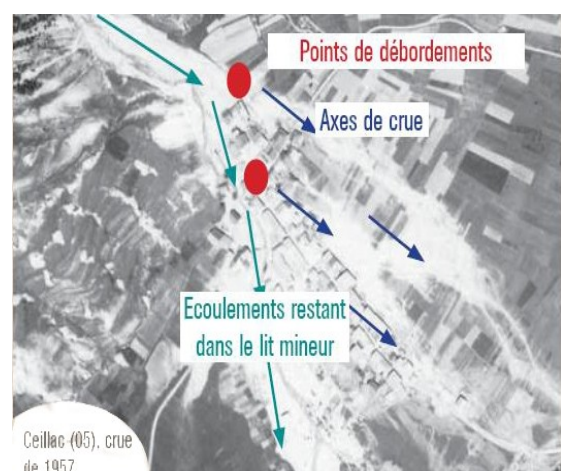 Points de débordements
Axes de crue
Ecoulements restant
dans le lit mineur
Ceillac (05), crue
de 1957